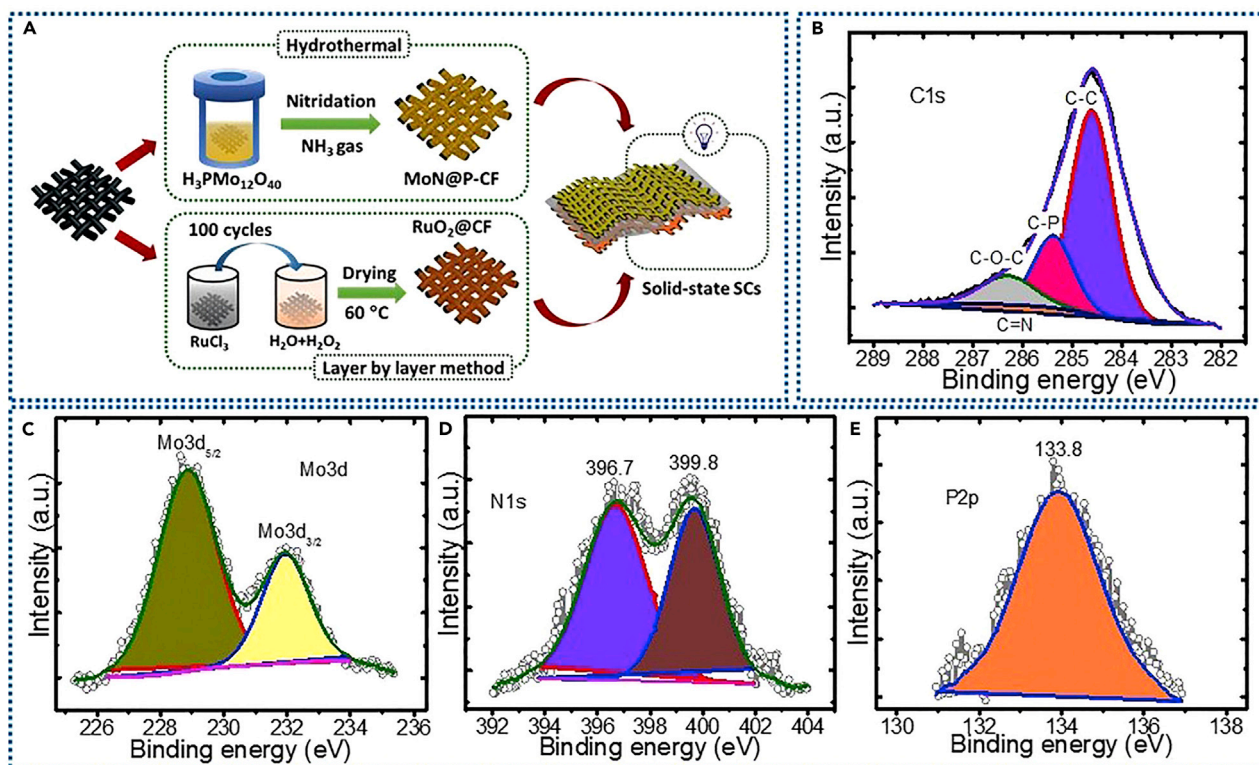 A
Hydrothermal
Nitridation
NH₃ gas
H₃PMo₁₂O₄₀
MoN@P-CF
100 cycles
RuO₂@CF
Drying
60 °C
RuCl₃
H₂O+H₂O₂
Layer by layer method
Solid-state SCs
B
C1s
C-C
C-P
C-O-C
C=N
Intensity (a.u.)
289 287 286 285 284 283 282
Binding energy (eV)
C
Mo3d₅/₂
Mo3d
Mo3d₃/₂
Intensity (a.u.)
226 228 230 232 234 236
Binding energy (eV)
D
396.7 399.8
N1s
Intensity (a.u.)
392 394 396 398 400 402 404
Binding energy (eV)
E
133.8
P2p
Intensity (a.u.)
130 132 134 135 136 138
Binding energy (eV)